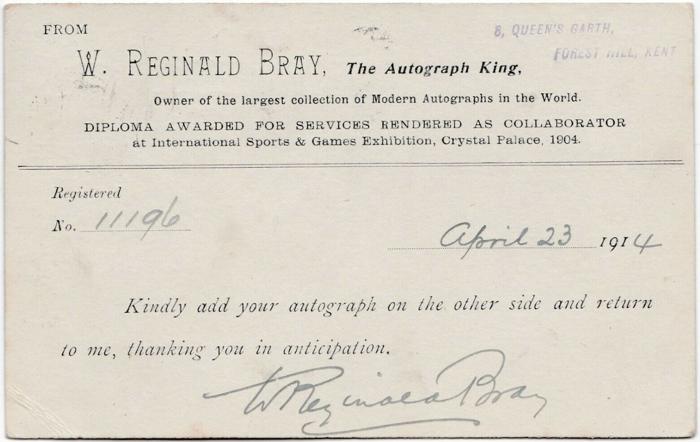 FROM
8, QUEEN'S GARTH,
FOREST HILL, KENT
W. REGINALD BRAY, The Autograph King,
Owner of the largest collection of Modern Autographs in the World.
DIPLOMA AWARDED FOR SERVICES RENDERED AS COLLABORATOR
at International Sports & Games Exhibition, Crystal Palace, 1904.
Registered
No. 11196
April 23 1914
Kindly add your autograph on the other side and return
to me, thanking you in anticipation.
W Reginald Bray